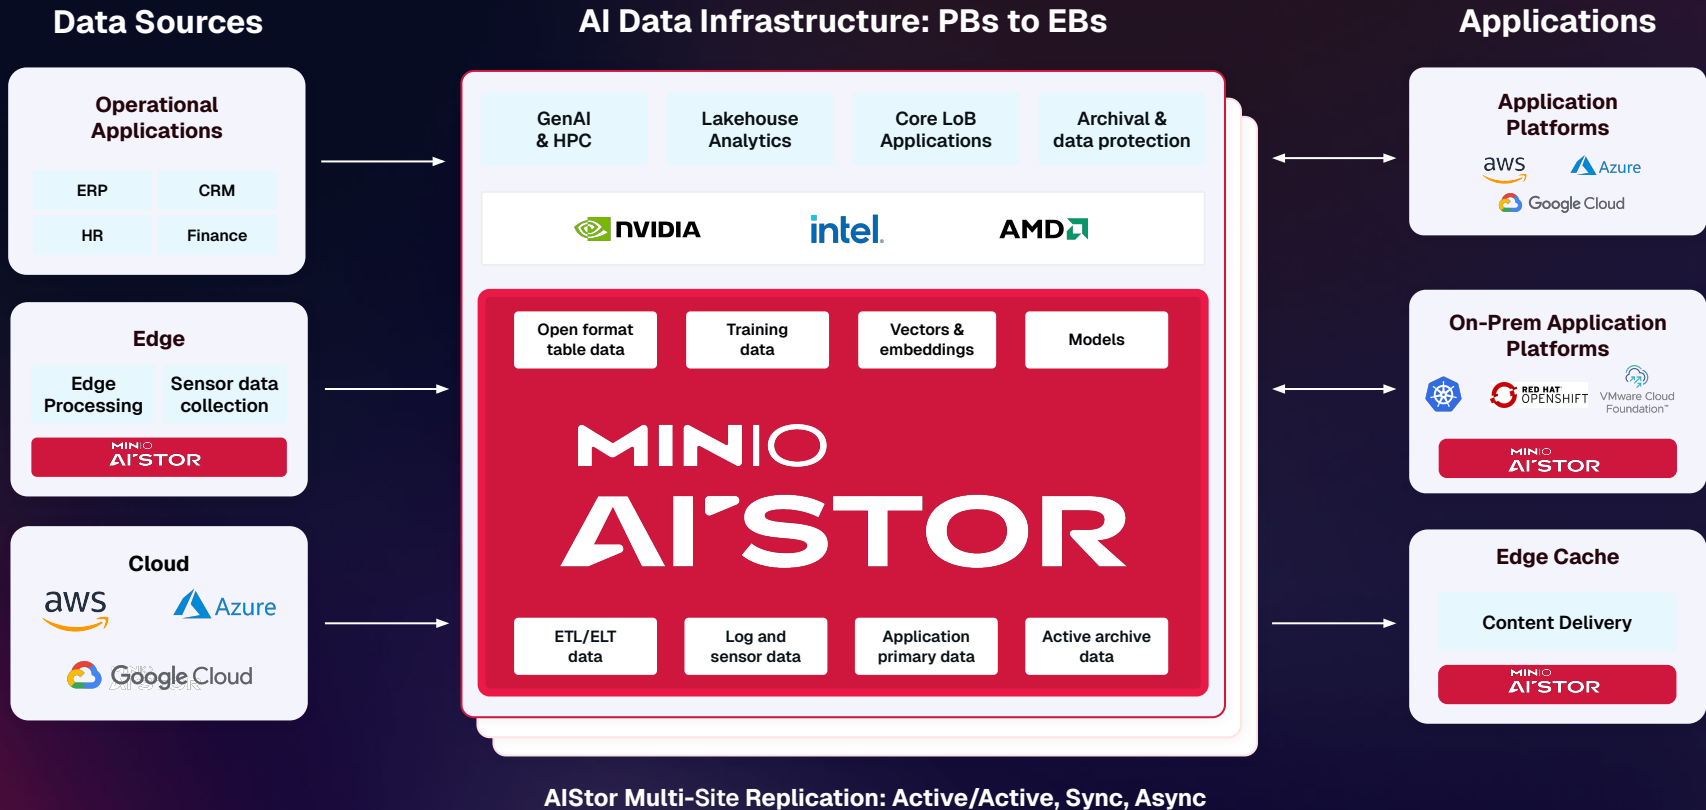 Data Sources
AI Data Infrastructure: PBs to EBs
Applications
Operational
Applications
ERP
CRM
HR
Finance
Edge
Edge
Processing
Sensor data
collection
MINIO
AISTOR
Cloud
aws
Azure
Google Cloud
MINIO
AISTOR
GenAI
& HPC
Lakehouse
Analytics
Core LoB
Applications
Archival &
data protection
NVIDIA
intel.
AMD
Open format
table data
Training
data
Vectors &
embeddings
Models
MINIO
AISTOR
ETL/ELT
data
Log and
sensor data
Application
primary data
Active archive
data
Application
Platforms
aws
Azure
Google Cloud
On-Prem Application
Platforms
RED HAT
OPENSHIFT
VMware Cloud
Foundation™
MINIO
AISTOR
Edge Cache
Content Delivery
MINIO
AISTOR
AIStor Multi-Site Replication: Active/Active, Sync, Async